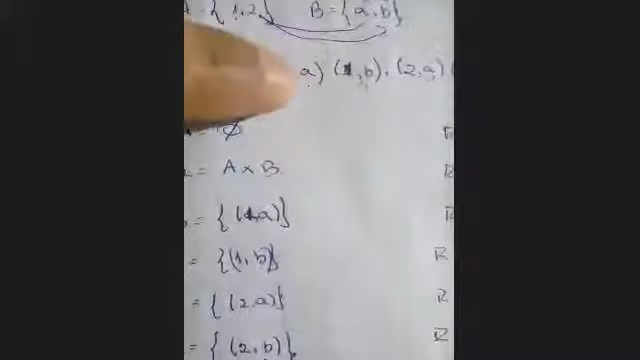 {1,2} B = {a,b}
a) (1,b), (2,a) (
= ∅ R
= A × B R
= {(1,a)} R
= {(1,b)} R
= {(2,a)} R
= {(2,b)}, R